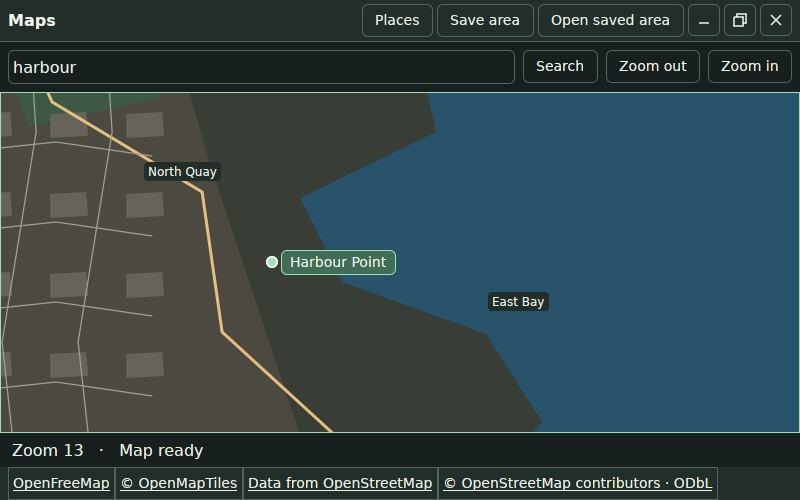 Maps
Places
Save area
Open saved area
harbour
Search
Zoom out
Zoom in
North Quay
Harbour Point
East Bay
Zoom 13 · Map ready
OpenFreeMap
© OpenMapTiles
Data from OpenStreetMap
© OpenStreetMap contributors · ODbL